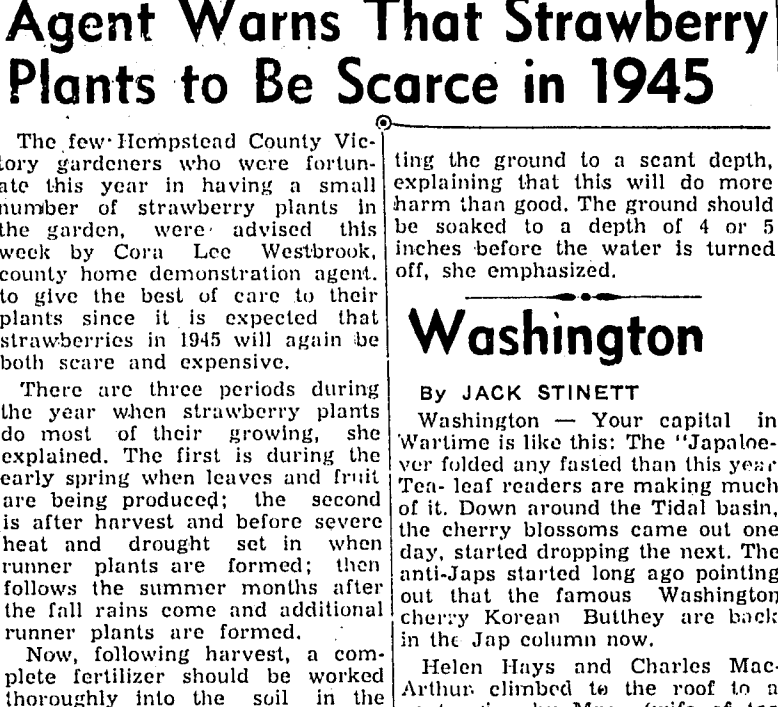 Agent Warns That Strawberry
Plants to Be Scarce in 1945
The few Hempstead County Vic-
tory gardeners who were fortun-
ate this year in having a small
number of strawberry plants in
the garden, were advised this
week by Cora Lee Westbrook,
county home demonstration agent.
to give the best of care to their
plants since it is expected that
strawberries in 1945 will again be
both scare and expensive.
There are three periods during
the year when strawberry plants
do most of their growing, she
explained. The first is during the
early spring when leaves and fruit
are being produced; the second
is after harvest and before severe
heat and drought set in when
runner plants are formed; then
follows the summer months after
the fall rains come and additional
runner plants are formed.
Now, following harvest, a com-
plete fertilizer should be worked
thoroughly into the soil in the
ting the ground to a scant depth,
explaining that this will do more
harm than good. The ground should
be soaked to a depth of 4 or 5
inches before the water is turned
off, she emphasized.
Washington
By JACK STINETT
Washington — Your capital in
Wartime is like this: The "Japaloe-
ver folded any fasted than this year
Tea- leaf readers are making much
of it. Down around the Tidal basin,
the cherry blossoms came out one
day, started dropping the next. The
anti-Japs started long ago pointing
out that the famous Washington
cherry Korean Butthey are back
in the Jap column now.
Helen Hays and Charles Mac-
Arthur climbed to the roof to a